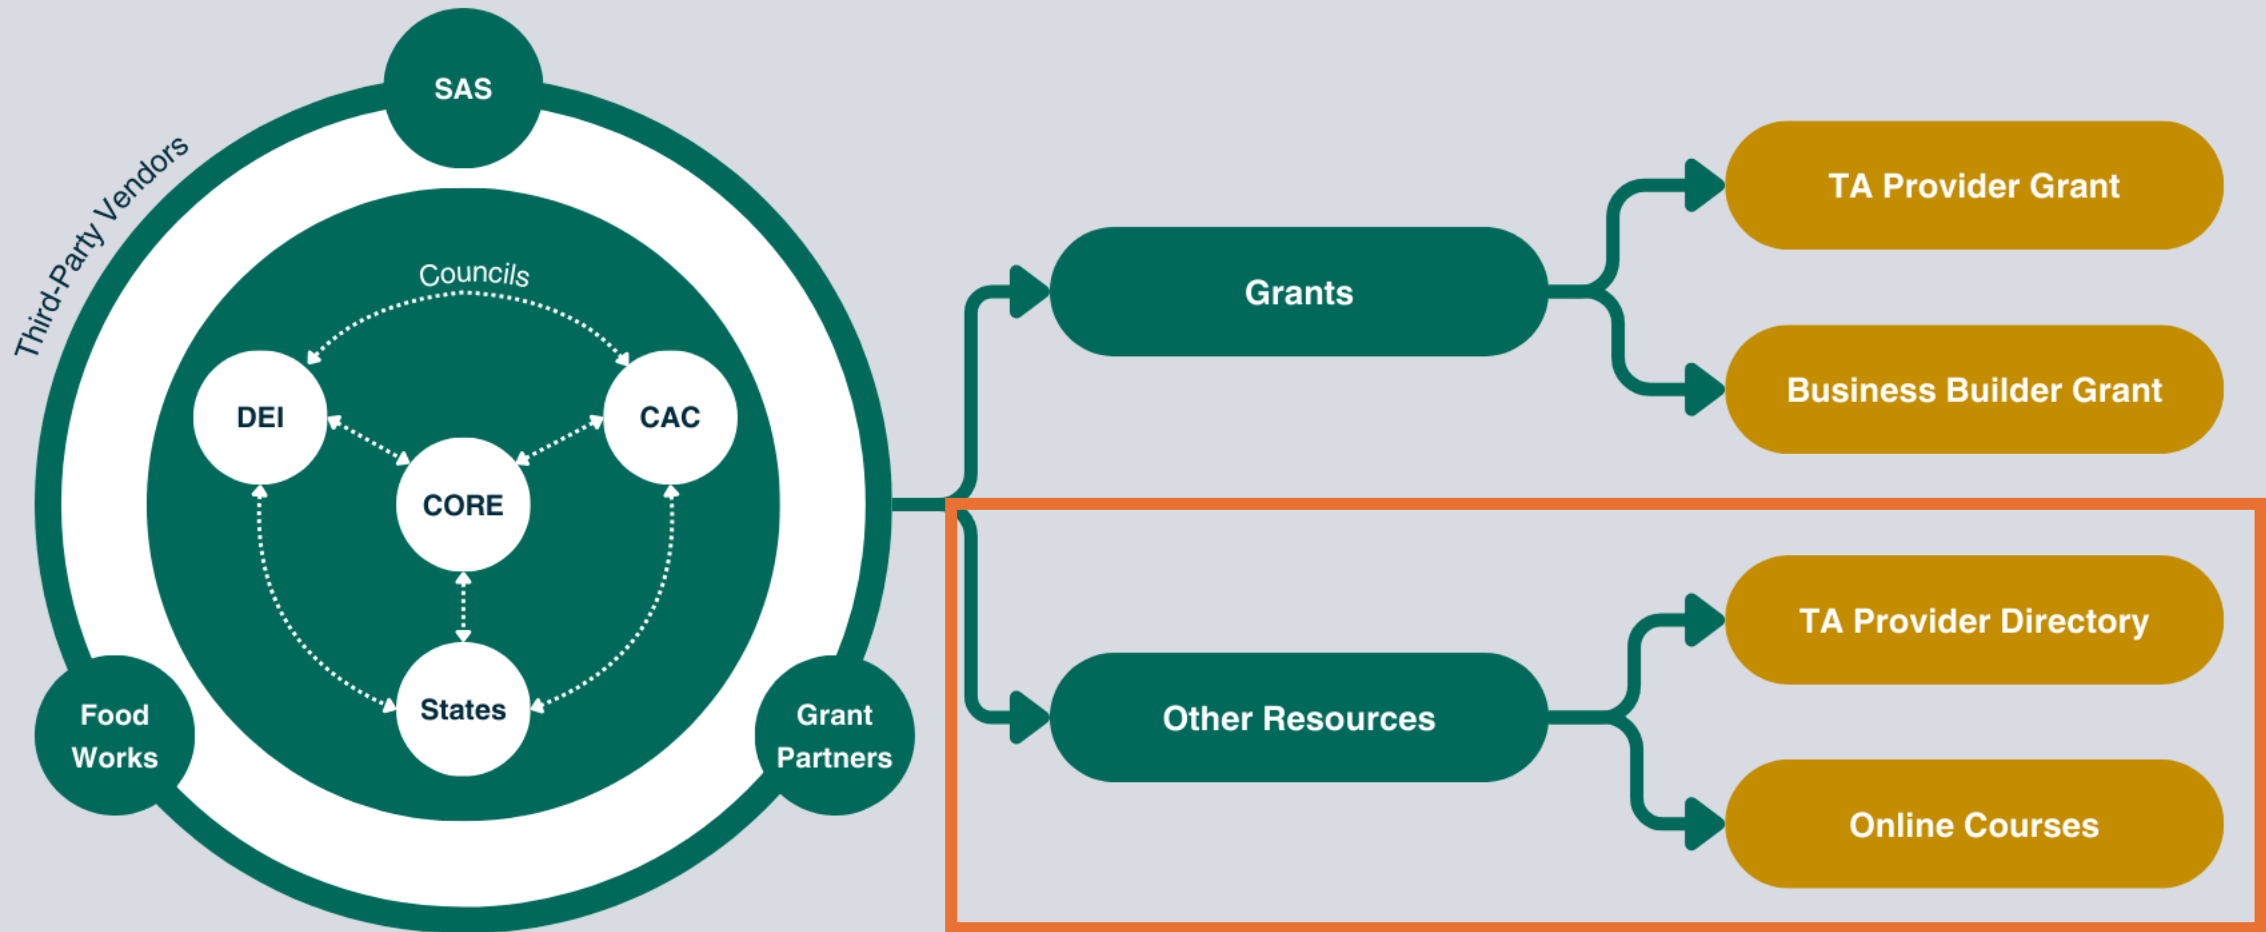 SAS
Third-Party Vendors
Councils
DEI
CAC
CORE
States
Food
Works
Grant
Partners
Grants
TA Provider Grant
Business Builder Grant
Other Resources
TA Provider Directory
Online Courses